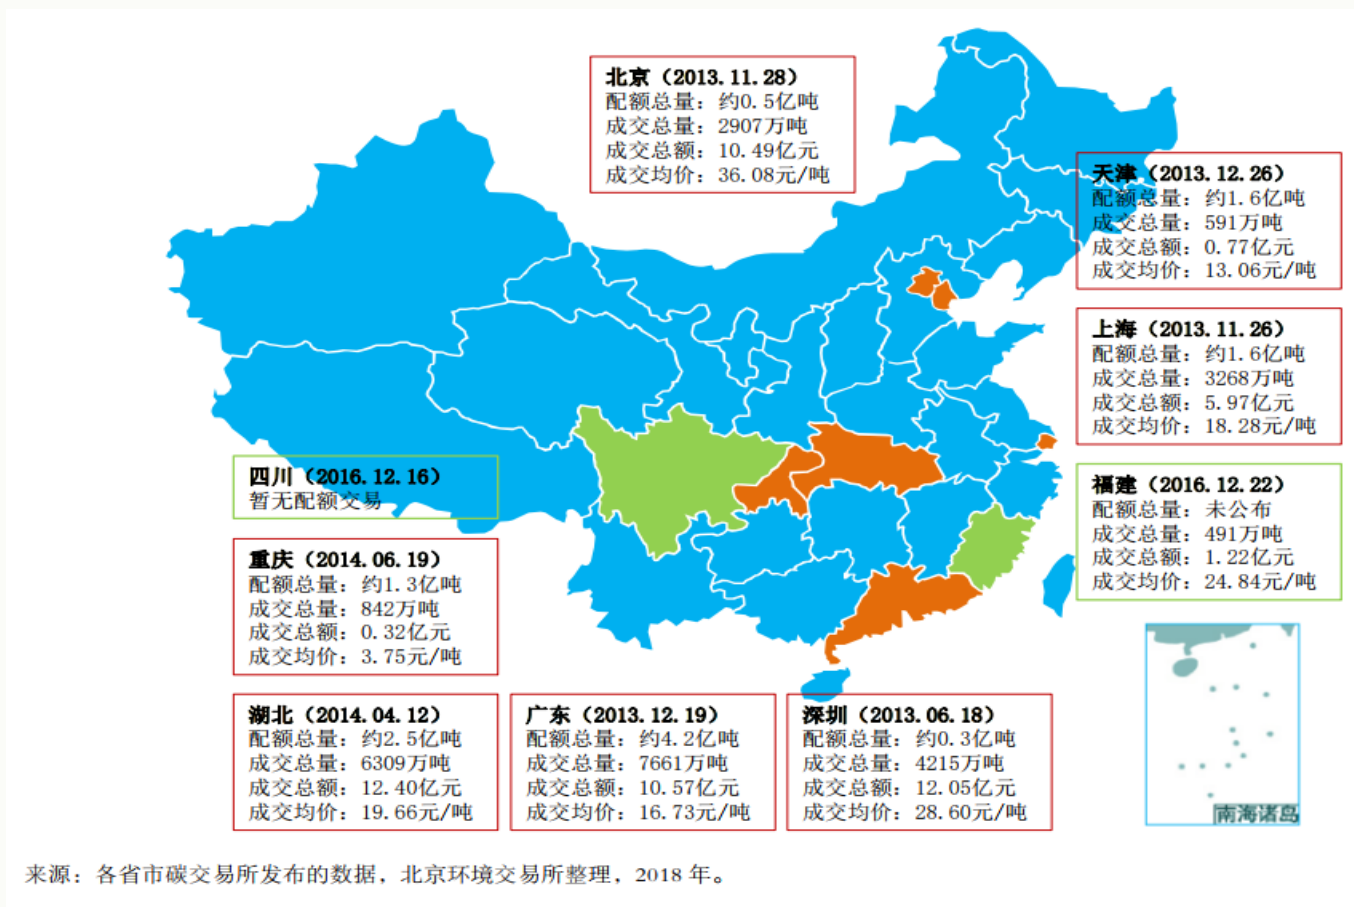 北京（2013.11.28）
配额总量：约0.5亿吨
成交总量：2907万吨
成交总额：10.49亿元
成交均价：36.08元/吨
天津（2013.12.26）
配额总量：约1.6亿吨
成交总量：591万吨
成交总额：0.77亿元
成交均价：13.06元/吨
上海（2013.11.26）
配额总量：约1.6亿吨
成交总量：3268万吨
成交总额：5.97亿元
成交均价：18.28元/吨
四川（2016.12.16）
暂无配额交易
福建（2016.12.22）
配额总量：未公布
成交总量：491万吨
成交总额：1.22亿元
成交均价：24.84元/吨
重庆（2014.06.19）
配额总量：约1.3亿吨
成交总量：842万吨
成交总额：0.32亿元
成交均价：3.75元/吨
湖北（2014.04.12）
配额总量：约2.5亿吨
成交总量：6309万吨
成交总额：12.40亿元
成交均价：19.66元/吨
广东（2013.12.19）
配额总量：约4.2亿吨
成交总量：7661万吨
成交总额：10.57亿元
成交均价：16.73元/吨
深圳（2013.06.18）
配额总量：约0.3亿吨
成交总量：4215万吨
成交总额：12.05亿元
成交均价：28.60元/吨
南海诸岛
来源：各省市碳交易所发布的数据，北京环境交易所整理，2018 年。